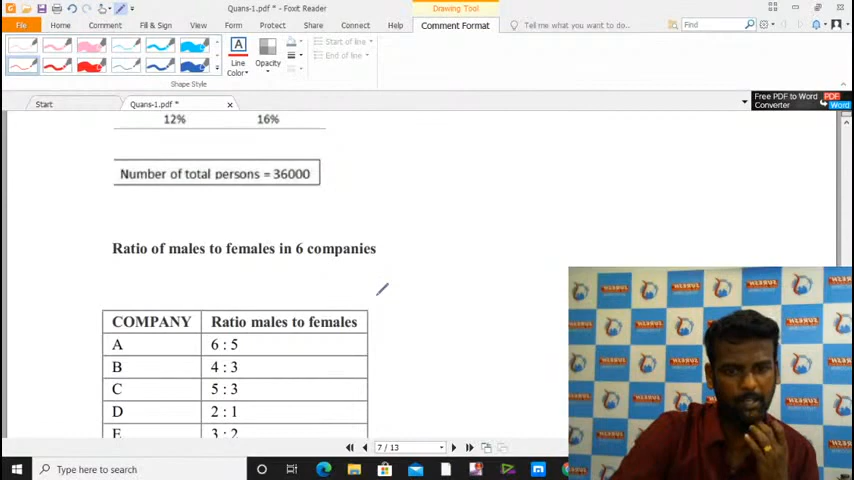 Quans-1.pdf * - Foxit Reader
Drawing Tool
File
Home
Comment
View
Form
Protect
Share
Connect
Help
Comment Format
Tell me what you want to do...
Find
Line
Color
Opacity
Start of line
End of line
Shape Style
Start
Quans-1.pdf *
Free PDF to Word
Converter
PDF
Word
12% 16%
Number of total persons = 36000
Ratio of males to females in 6 companies
COMPANY Ratio males to females
A 6 : 5
B 4 : 3
C 5 : 3
D 2 : 1
E 3 : 2
7 / 13
Type here to search